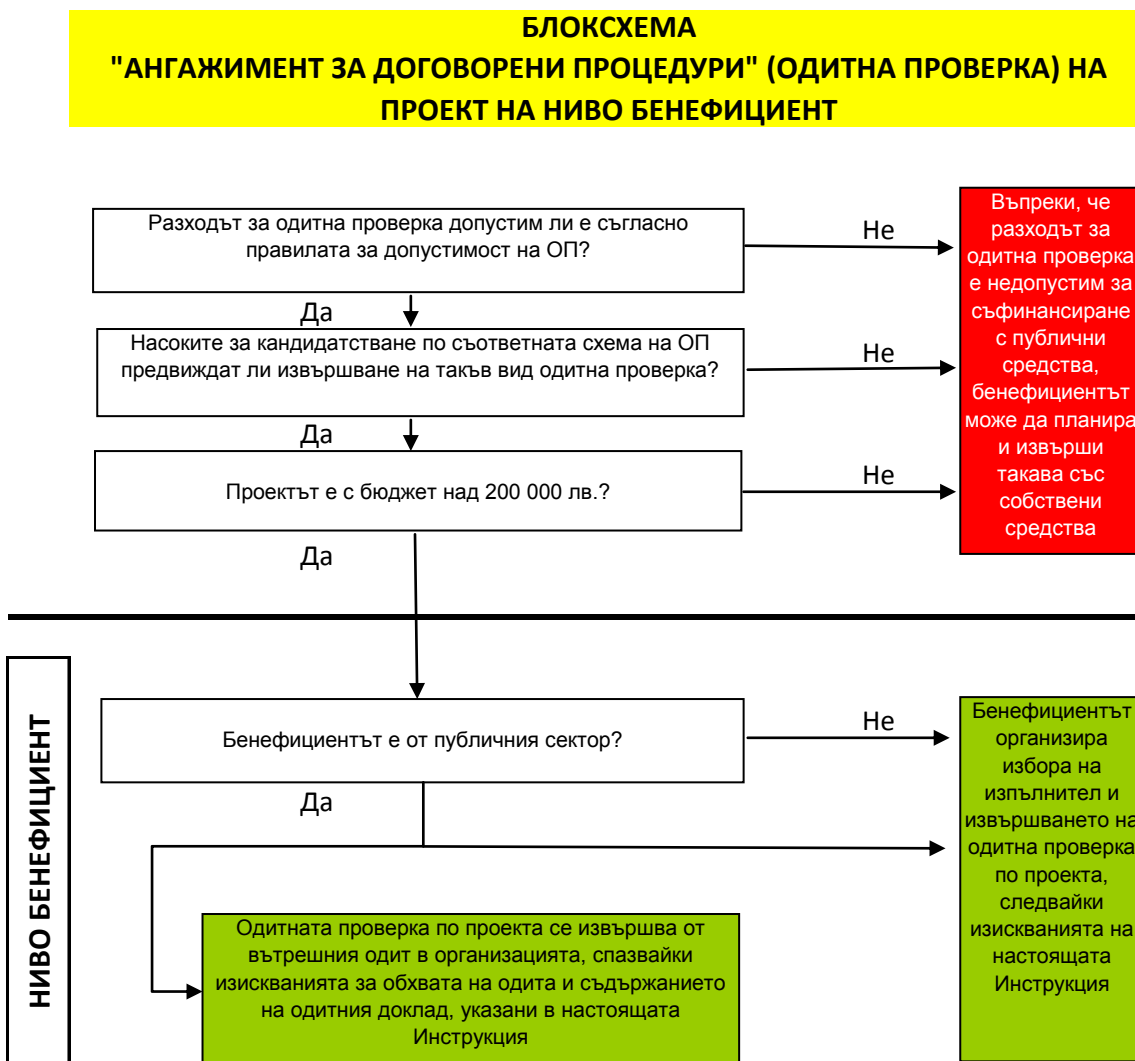 БЛОКСХЕМА
"АНГАЖИМЕНТ ЗА ДОГОВОРЕНИ ПРОЦЕДУРИ" (ОДИТНА ПРОВЕРКА) НА
ПРОЕКТ НА НИВО БЕНЕФИЦИЕНТ
Разходът за одитна проверка допустим ли е съгласно
правилата за допустимост на ОП?
Не
Въпреки, че
разходът за
одитна проверка
е недопустим за
съфинансиране
с публични
средства,
бенефициентът
може да планира
и извърши
такава със
собствени
средства
Да
Насоките за кандидатстване по съответната схема на ОП
предвиждат ли извършване на такъв вид одитна проверка?
Не
Да
Проектът е с бюджет над 200 000 лв.?
Не
Да
НИВО БЕНЕФИЦИЕНТ
Бенефициентът е от публичния сектор?
Не
Бенефициентът
организира
избора на
изпълнител и
извършването на
одитна проверка
по проекта,
следвайки
изискванията на
настоящата
Инструкция
Да
Одитната проверка по проекта се извършва от
вътрешния одит в организацията, спазвайки
изискванията за обхвата на одита и съдържанието
на одитния доклад, указани в настоящата
Инструкция